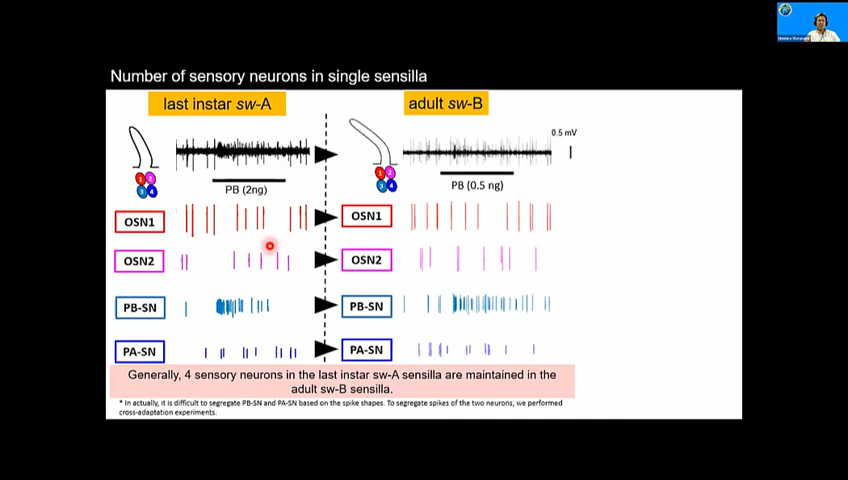 Number of sensory neurons in single sensilla
last instar sw-A
adult sw-B
0.5 mV
1 2
3 4
PB (2ng)
1 2
3 4
PB (0.5 ng)
OSN1
OSN1
OSN2
OSN2
PB-SN
PB-SN
PA-SN
PA-SN
Generally, 4 sensory neurons in the last instar sw-A sensilla are maintained in the
adult sw-B sensilla.
* In actually, it is difficult to segregate PB-SN and PA-SN based on the spike shapes. To segregate spikes of the two neurons, we performed
cross-adaptation experiments.